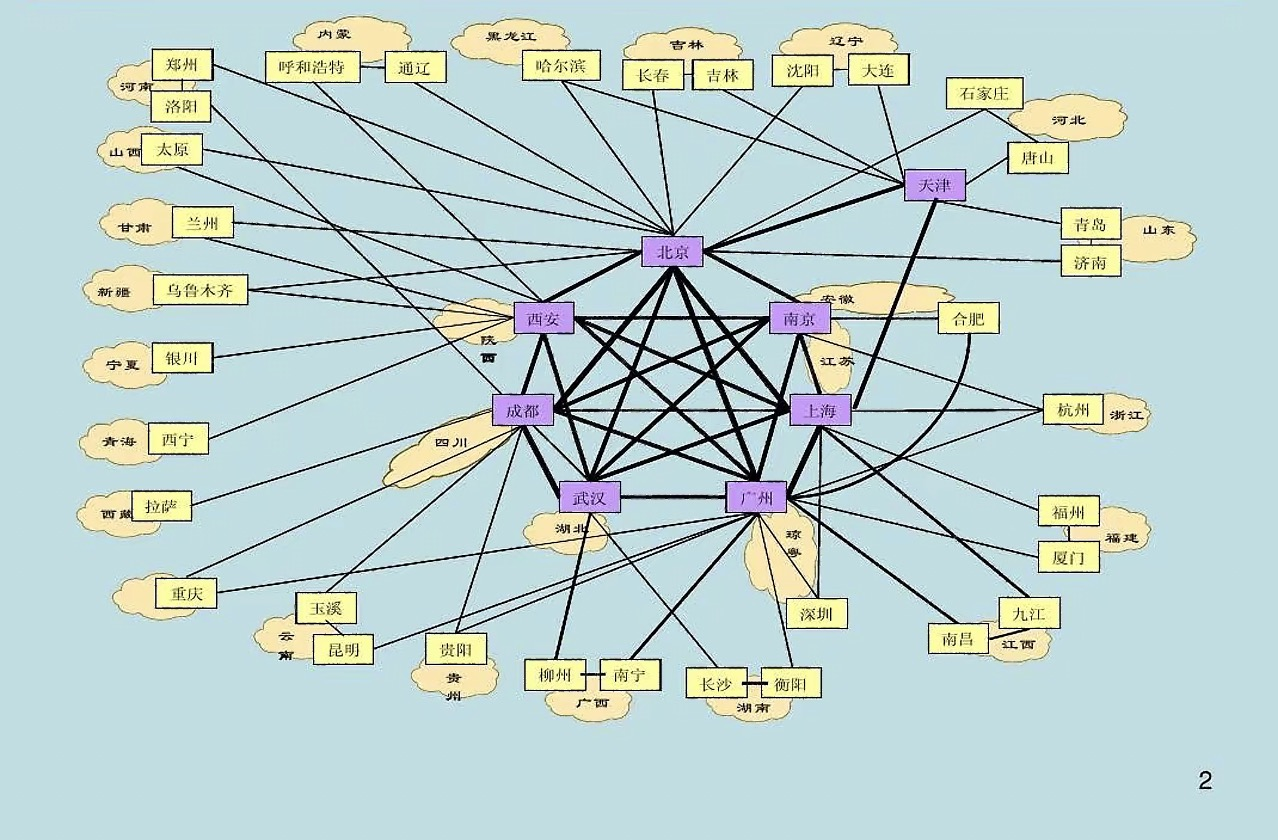 内蒙
黑龙江
吉林
辽宁
郑州
呼和浩特
通辽
哈尔滨
长春
吉林
沈阳
大连
河南
洛阳
石家庄
河北
山西
太原
唐山
天津
甘肃
兰州
青岛
山东
北京
济南
新疆
乌鲁木齐
安徽
西安
南京
合肥
陕
西
宁夏
银川
江苏
成都
上海
杭州
浙江
青海
西宁
四川
西藏
拉萨
武汉
广州
福州
湖北
琼
粤
福建
厦门
重庆
玉溪
深圳
九江
云
南
昆明
贵阳
南昌
江西
贵
州
柳州
南宁
长沙
衡阳
广西
湖南
2